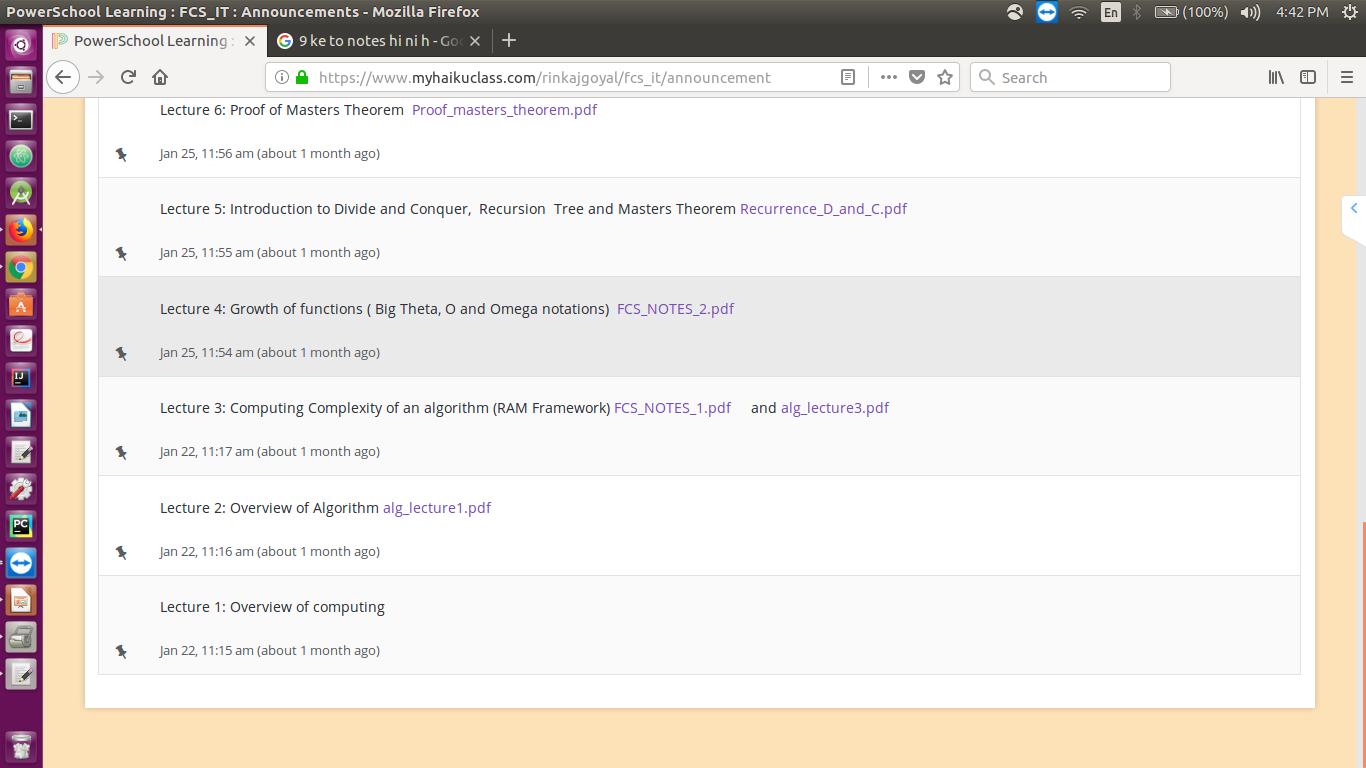 PowerSchool Learning : FCS_IT : Announcements - Mozilla Firefox
En
(100%)
4:42 PM
PowerSchool Learning :
9 ke to notes hi ni h - Goo
https://www.myhaikuclass.com/rinkajgoyal/fcs_it/announcement
Search
Lecture 6: Proof of Masters Theorem  Proof_masters_theorem.pdf
Jan 25, 11:56 am (about 1 month ago)
Lecture 5: Introduction to Divide and Conquer,  Recursion  Tree and Masters Theorem Recurrence_D_and_C.pdf
Jan 25, 11:55 am (about 1 month ago)
Lecture 4: Growth of functions ( Big Theta, O and Omega notations)  FCS_NOTES_2.pdf
Jan 25, 11:54 am (about 1 month ago)
Lecture 3: Computing Complexity of an algorithm (RAM Framework) FCS_NOTES_1.pdf    and alg_lecture3.pdf
Jan 22, 11:17 am (about 1 month ago)
Lecture 2: Overview of Algorithm alg_lecture1.pdf
Jan 22, 11:16 am (about 1 month ago)
Lecture 1: Overview of computing
Jan 22, 11:15 am (about 1 month ago)
IJ
PC